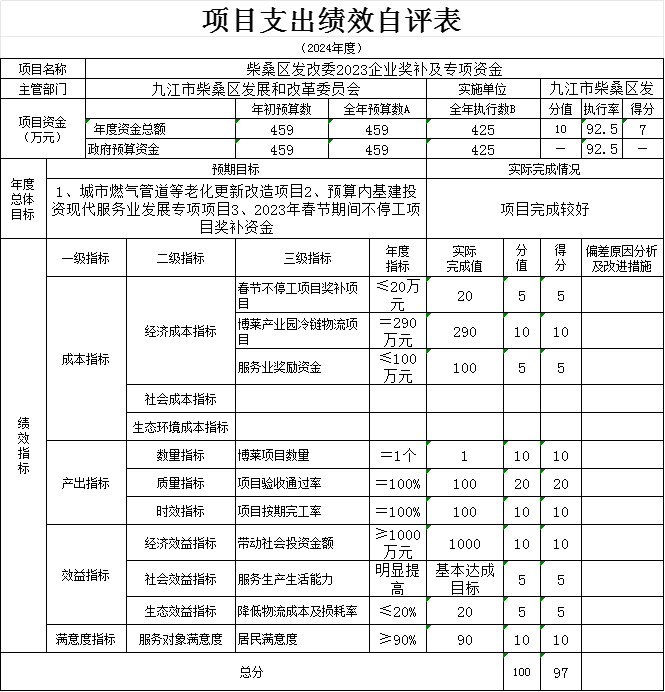 项目支出绩效自评表
（2024年度）
项目名称 柴桑区发改委2023企业奖补及专项资金
主管部门 九江市柴桑区发展和改革委员会 实施单位 九江市柴桑区发
项目资金
（万元）
年初预算数 全年预算数A 全年执行数B 分值 执行率 得分
年度资金总额 459 459 425 10 92.5 7
政府预算资金 459 459 425 － 92.5 －
年度
总体
目标
预期目标 实际完成情况
1、城市燃气管道等老化更新改造项目2、预算内基建投
资现代服务业发展专项项目3、2023年春节期间不停工项
目奖补资金
项目完成较好
绩
效
指
标
一级指标 二级指标 三级指标 年度
指标 实际
完成值 分
值 得
分 偏差原因分析
及改进措施
成本指标 经济成本指标 春节不停工项目奖补项
目 ≤20万
元 20 5 5
博莱产业园冷链物流项
目 ＝290
万元 290 10 10
服务业奖励资金 ≤100
万元 100 5 5
社会成本指标
生态环境成本指标
产出指标 数量指标 博莱项目数量 ＝1个 1 10 10
质量指标 项目验收通过率 ＝100% 100 20 20
时效指标 项目按期完工率 ＝100% 100 10 10
效益指标 经济效益指标 带动社会投资金额 ≥1000
万元 1000 10 10
社会效益指标 服务生产生活能力 明显提
高 基本达成
目标 5 5
生态效益指标 降低物流成本及损耗率 ≤20% 20 5 5
满意度指标 服务对象满意度 居民满意度 ≥90% 90 10 10
总分 100 97